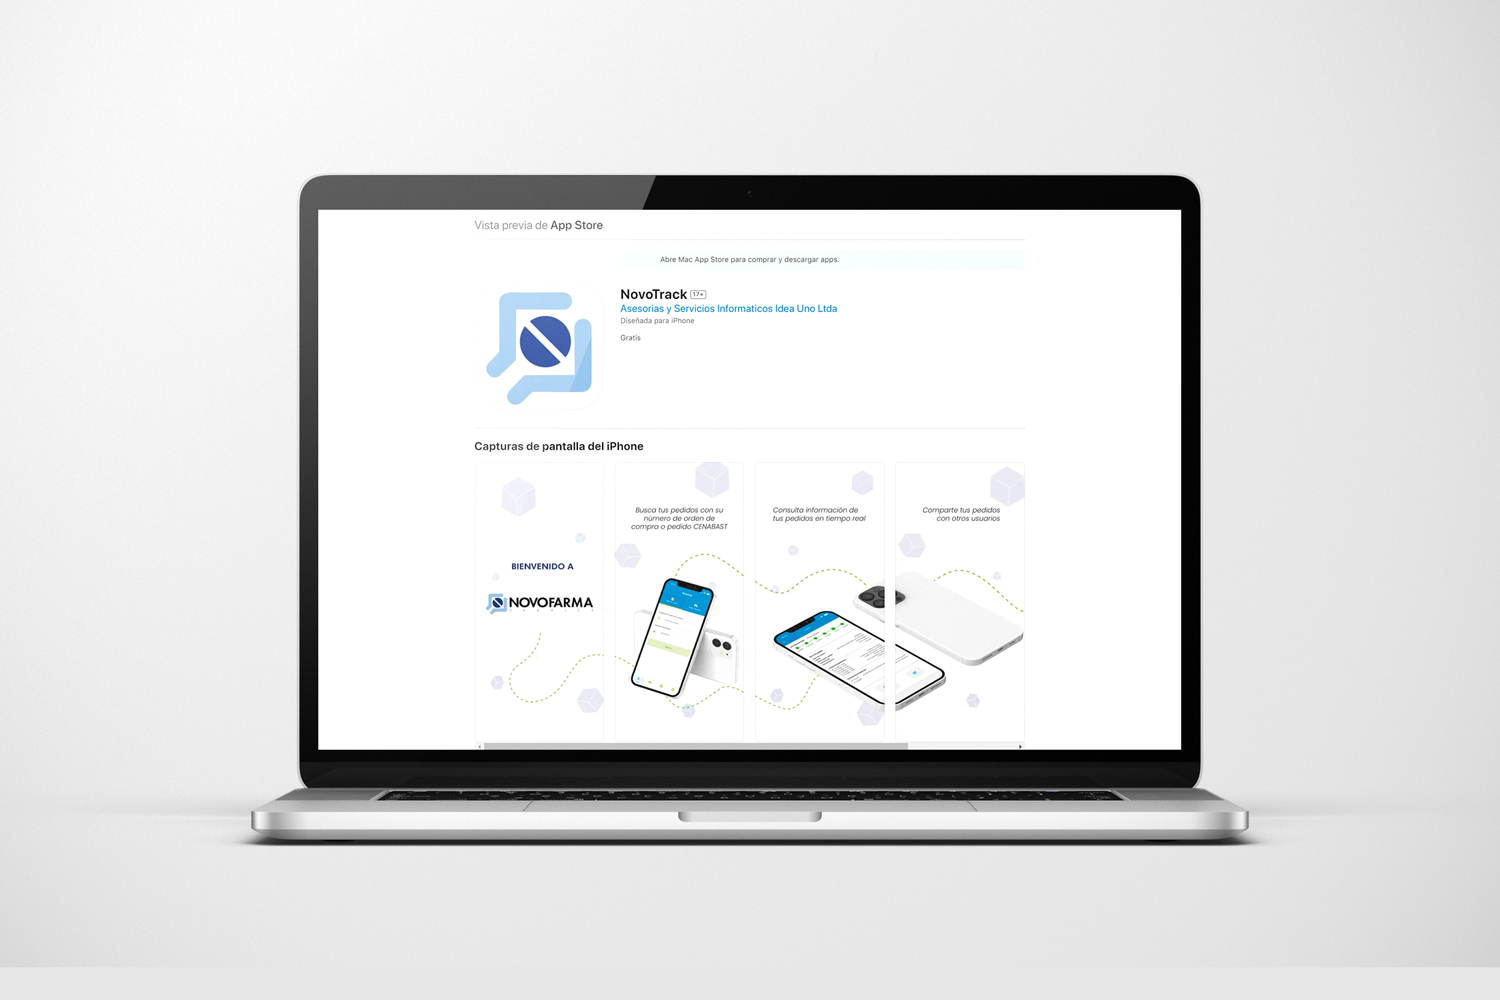 Vista previa de App Store
Abre Mac App Store para comprar y descargar apps.
NovoTrack 17+
Asesorias y Servicios Informaticos Idea Uno Ltda
Diseñada para iPhone
Gratis
Capturas de pantalla del iPhone
BIENVENIDO A
NOVOFARMA
Busca tus pedidos con su
número de orden de
compra o pedido CENABAST
Consulta información de
tus pedidos en tiempo real
Comparte tus pedidos
con otros usuarios